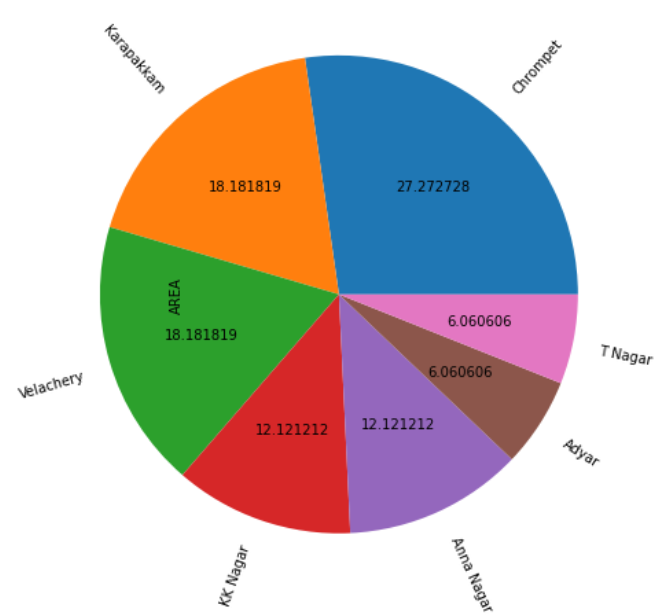 Karapakkam
Chrompet
18.181819
27.272728
AREA
18.181819
6.060606
T Nagar
6.060606
Velachery
12.121212
12.121212
Adyar
KK Nagar
Anna Nagar